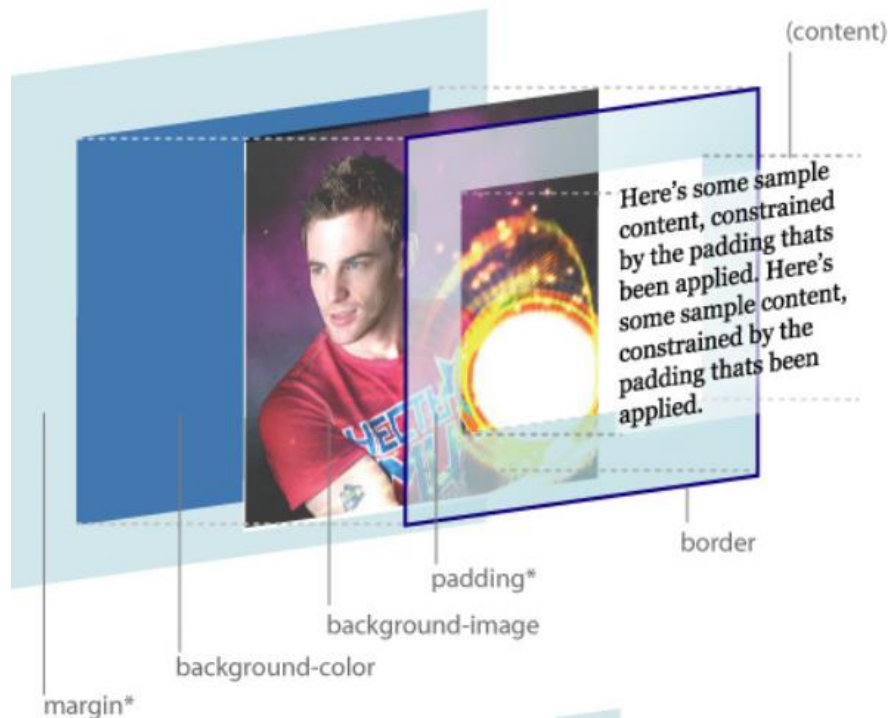 (content)
Here’s some sample
content, constrained
by the padding thats
been applied. Here’s
some sample content,
constrained by the
padding thats been
applied.
border
padding*
background-image
background-color
margin*